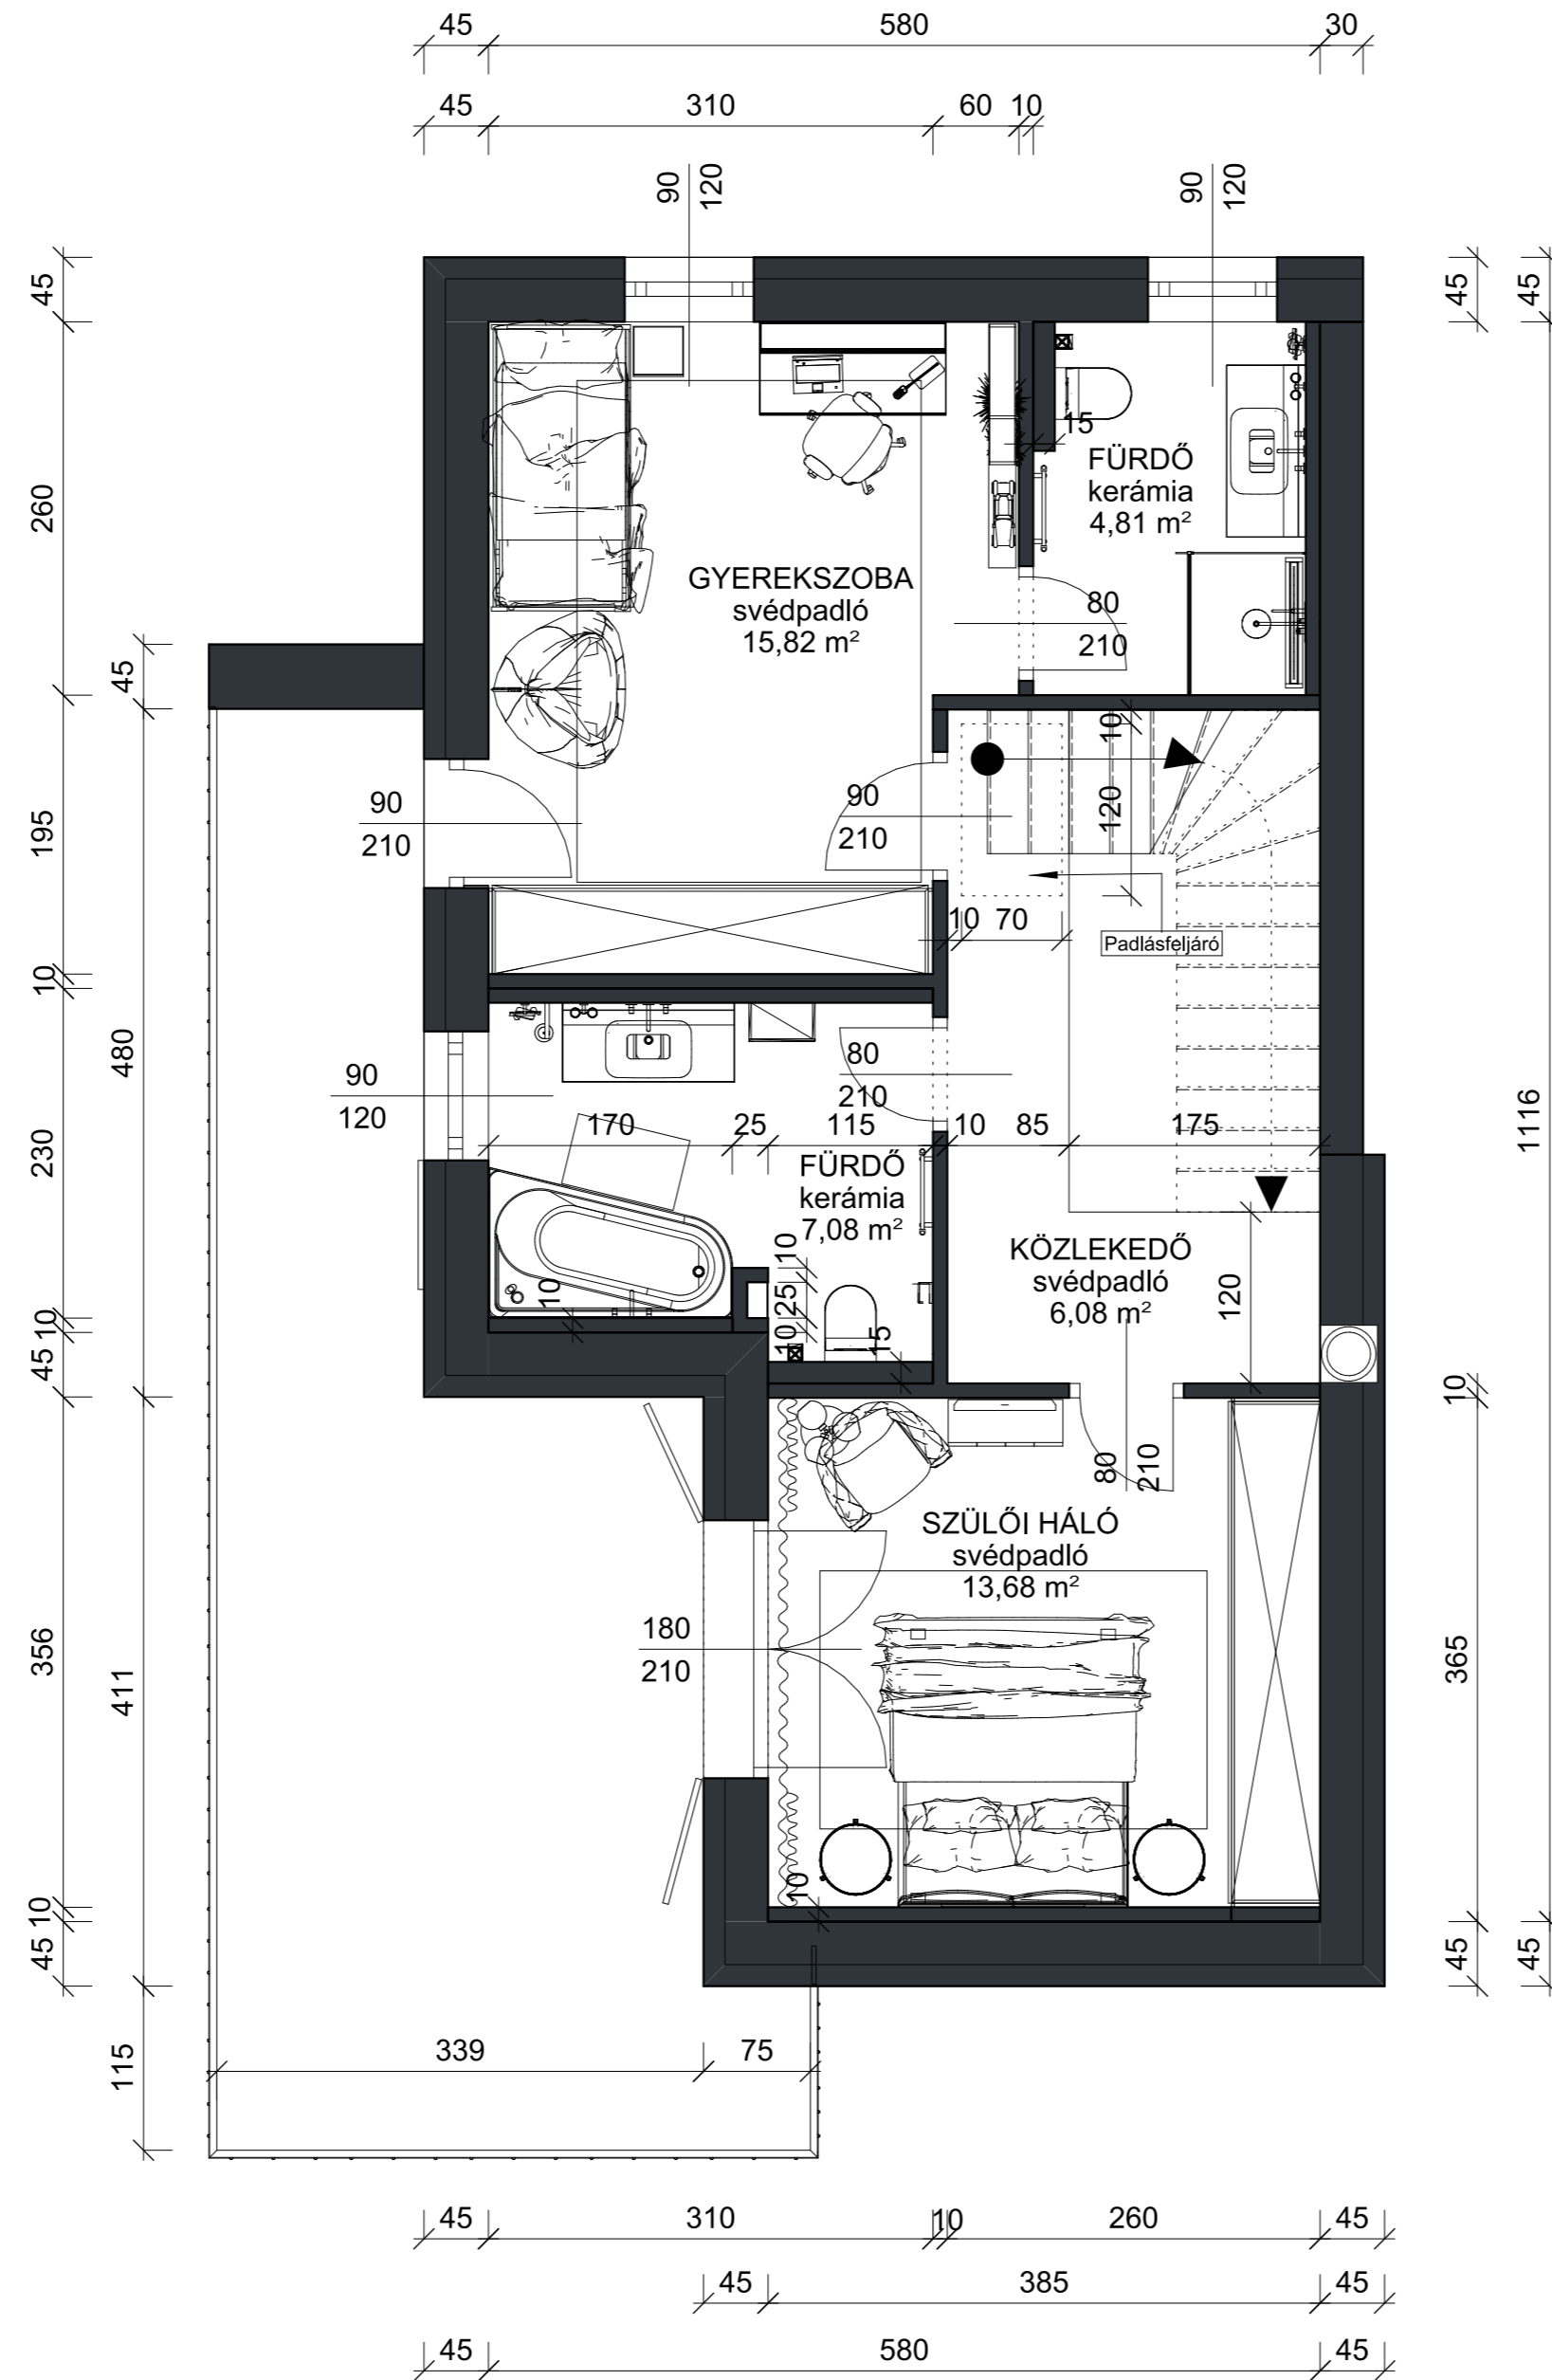 45 580 30
45 310 60 10
90 120 90 120
45 45 45
15
FÜRDŐ
kerámia
4,81 m²
260
GYEREKSZOBA
svédpadló
15,82 m²
80
210
45
10
120
90
210
90
210
195
10 70
Padlásfeljáró
10
480
80
210
90
120
1116
170 25 115 10 85 175
230
FÜRDŐ
kerámia
7,08 m²
KÖZLEKEDŐ
svédpadló
6,08 m²
10
25
10
10
15
120
10
45
10
80
210
SZÜLŐI HÁLÓ
svédpadló
13,68 m²
180
210
356
411
365
10
10
45 45 45
115
339 75
45 310 10 260 45
45 385 45
45 580 45